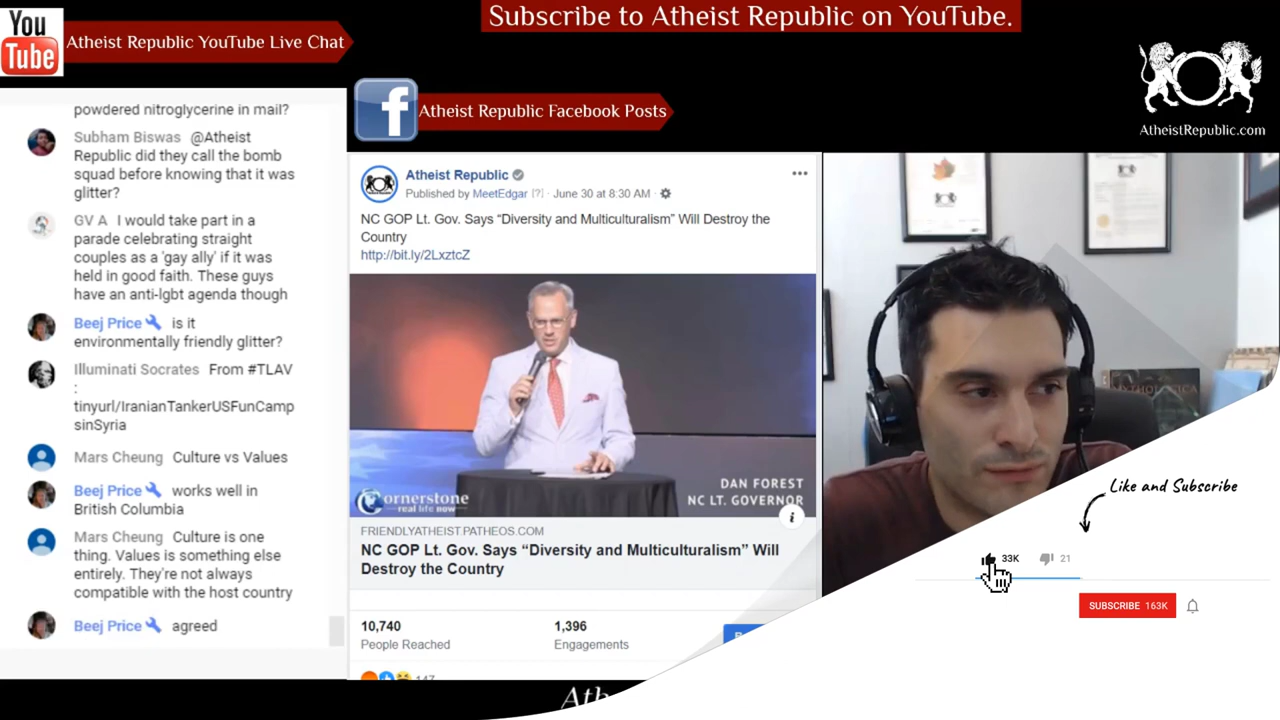 Subscribe to Atheist Republic on YouTube.
You
Tube
Atheist Republic YouTube Live Chat
AtheistRepublic.com
Atheist Republic Facebook Posts
powdered nitroglycerine in mail?
Subham Biswas @Atheist
Republic did they call the bomb
squad before knowing that it was
glitter?
GV A I would take part in a
parade celebrating straight
couples as a 'gay ally' if it was
held in good faith. These guys
have an anti-lgbt agenda though
Beej Price is it
environmentally friendly glitter?
Illuminati Socrates From #TLAV
:
tinyurl/IranianTankerUSFunCamp
sinSyria
Mars Cheung Culture vs Values
Beej Price works well in
British Columbia
Mars Cheung Culture is one
thing. Values is something else
entirely. They're not always
compatible with the host country
Beej Price agreed
Atheist Republic
Published by MeetEdgar [?] · June 30 at 8:30 AM ·
NC GOP Lt. Gov. Says “Diversity and Multiculturalism” Will Destroy the
Country
http://bit.ly/2LxztcZ
DAN FOREST
NC LT. GOVERNOR
Cornerstone
real life now
FRIENDLYATHEIST.PATHEOS.COM
NC GOP Lt. Gov. Says “Diversity and Multiculturalism” Will
Destroy the Country
10,740
People Reached
1,396
Engagements
147
MYTHOLOGICA
Like and Subscribe
33K
21
SUBSCRIBE 163K